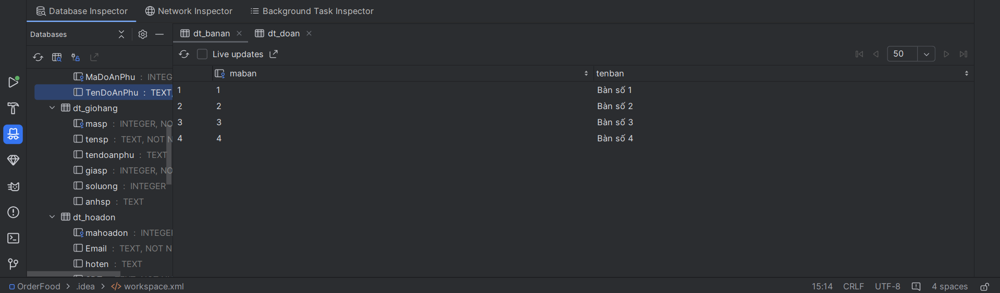 Database Inspector Network Inspector Background Task Inspector
Databases
dt_banan dt_doan
Live updates 50
MaDoAnPhu : INTEG
TenDoAnPhu : TEXT,
dt_giohang
masp : INTEGER, NO
tensp : TEXT, NOT N
tendoanphu : TEXT
giasp : INTEGER, NO
soluong : INTEGER
anhsp : TEXT
dt_hoadon
mahoadon : INTEGER
Email : TEXT, NOT N
hoten : TEXT
maban tenban
1 1 Bàn số 1
2 2 Bàn số 2
3 3 Bàn số 3
4 4 Bàn số 4
OrderFood > .idea > </> workspace.xml 15:14 CRLF UTF-8 4 spaces